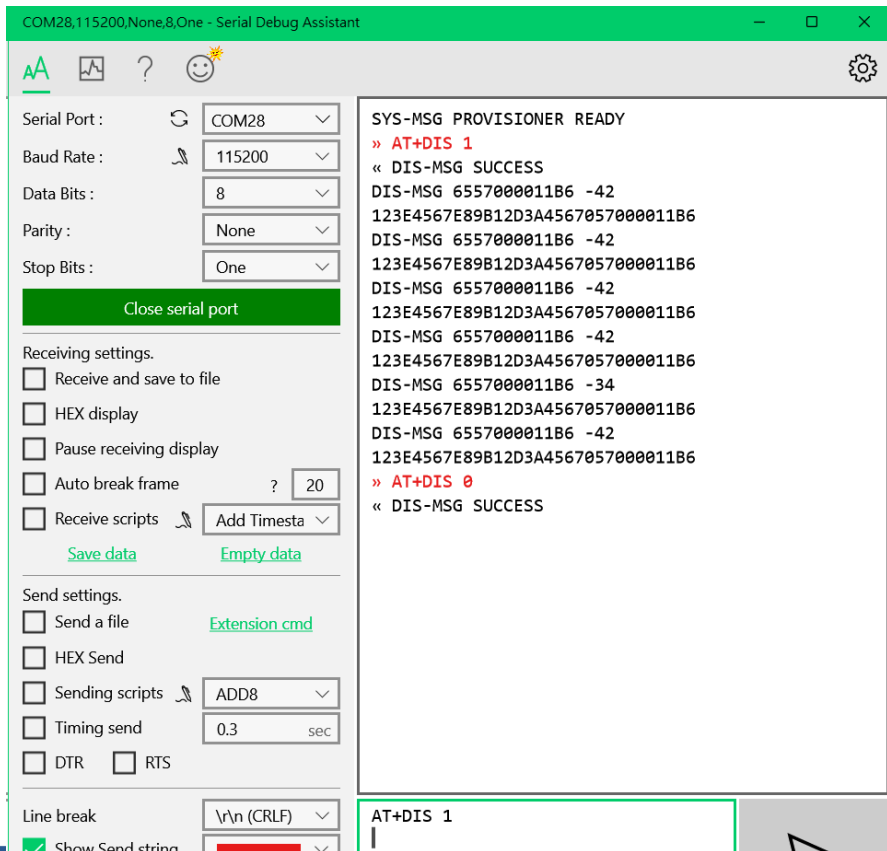 COM28,115200,None,8,One - Serial Debug Assistant
AA
Serial Port :
COM28
Baud Rate :
115200
Data Bits :
8
Parity :
None
Stop Bits :
One
Close serial port
Receiving settings.
Receive and save to file
HEX display
Pause receiving display
Auto break frame
?
20
Receive scripts
Add Timesta
Save data
Empty data
Send settings.
Send a file
Extension cmd
HEX Send
Sending scripts
ADD8
Timing send
0.3
sec
DTR
RTS
Line break
\r\n (CRLF)
Show Send string
SYS-MSG PROVISIONER READY
» AT+DIS 1
« DIS-MSG SUCCESS
DIS-MSG 6557000011B6 -42
123E4567E89B12D3A4567057000011B6
DIS-MSG 6557000011B6 -42
123E4567E89B12D3A4567057000011B6
DIS-MSG 6557000011B6 -42
123E4567E89B12D3A4567057000011B6
DIS-MSG 6557000011B6 -42
123E4567E89B12D3A4567057000011B6
DIS-MSG 6557000011B6 -34
123E4567E89B12D3A4567057000011B6
DIS-MSG 6557000011B6 -42
123E4567E89B12D3A4567057000011B6
» AT+DIS 0
« DIS-MSG SUCCESS
AT+DIS 1